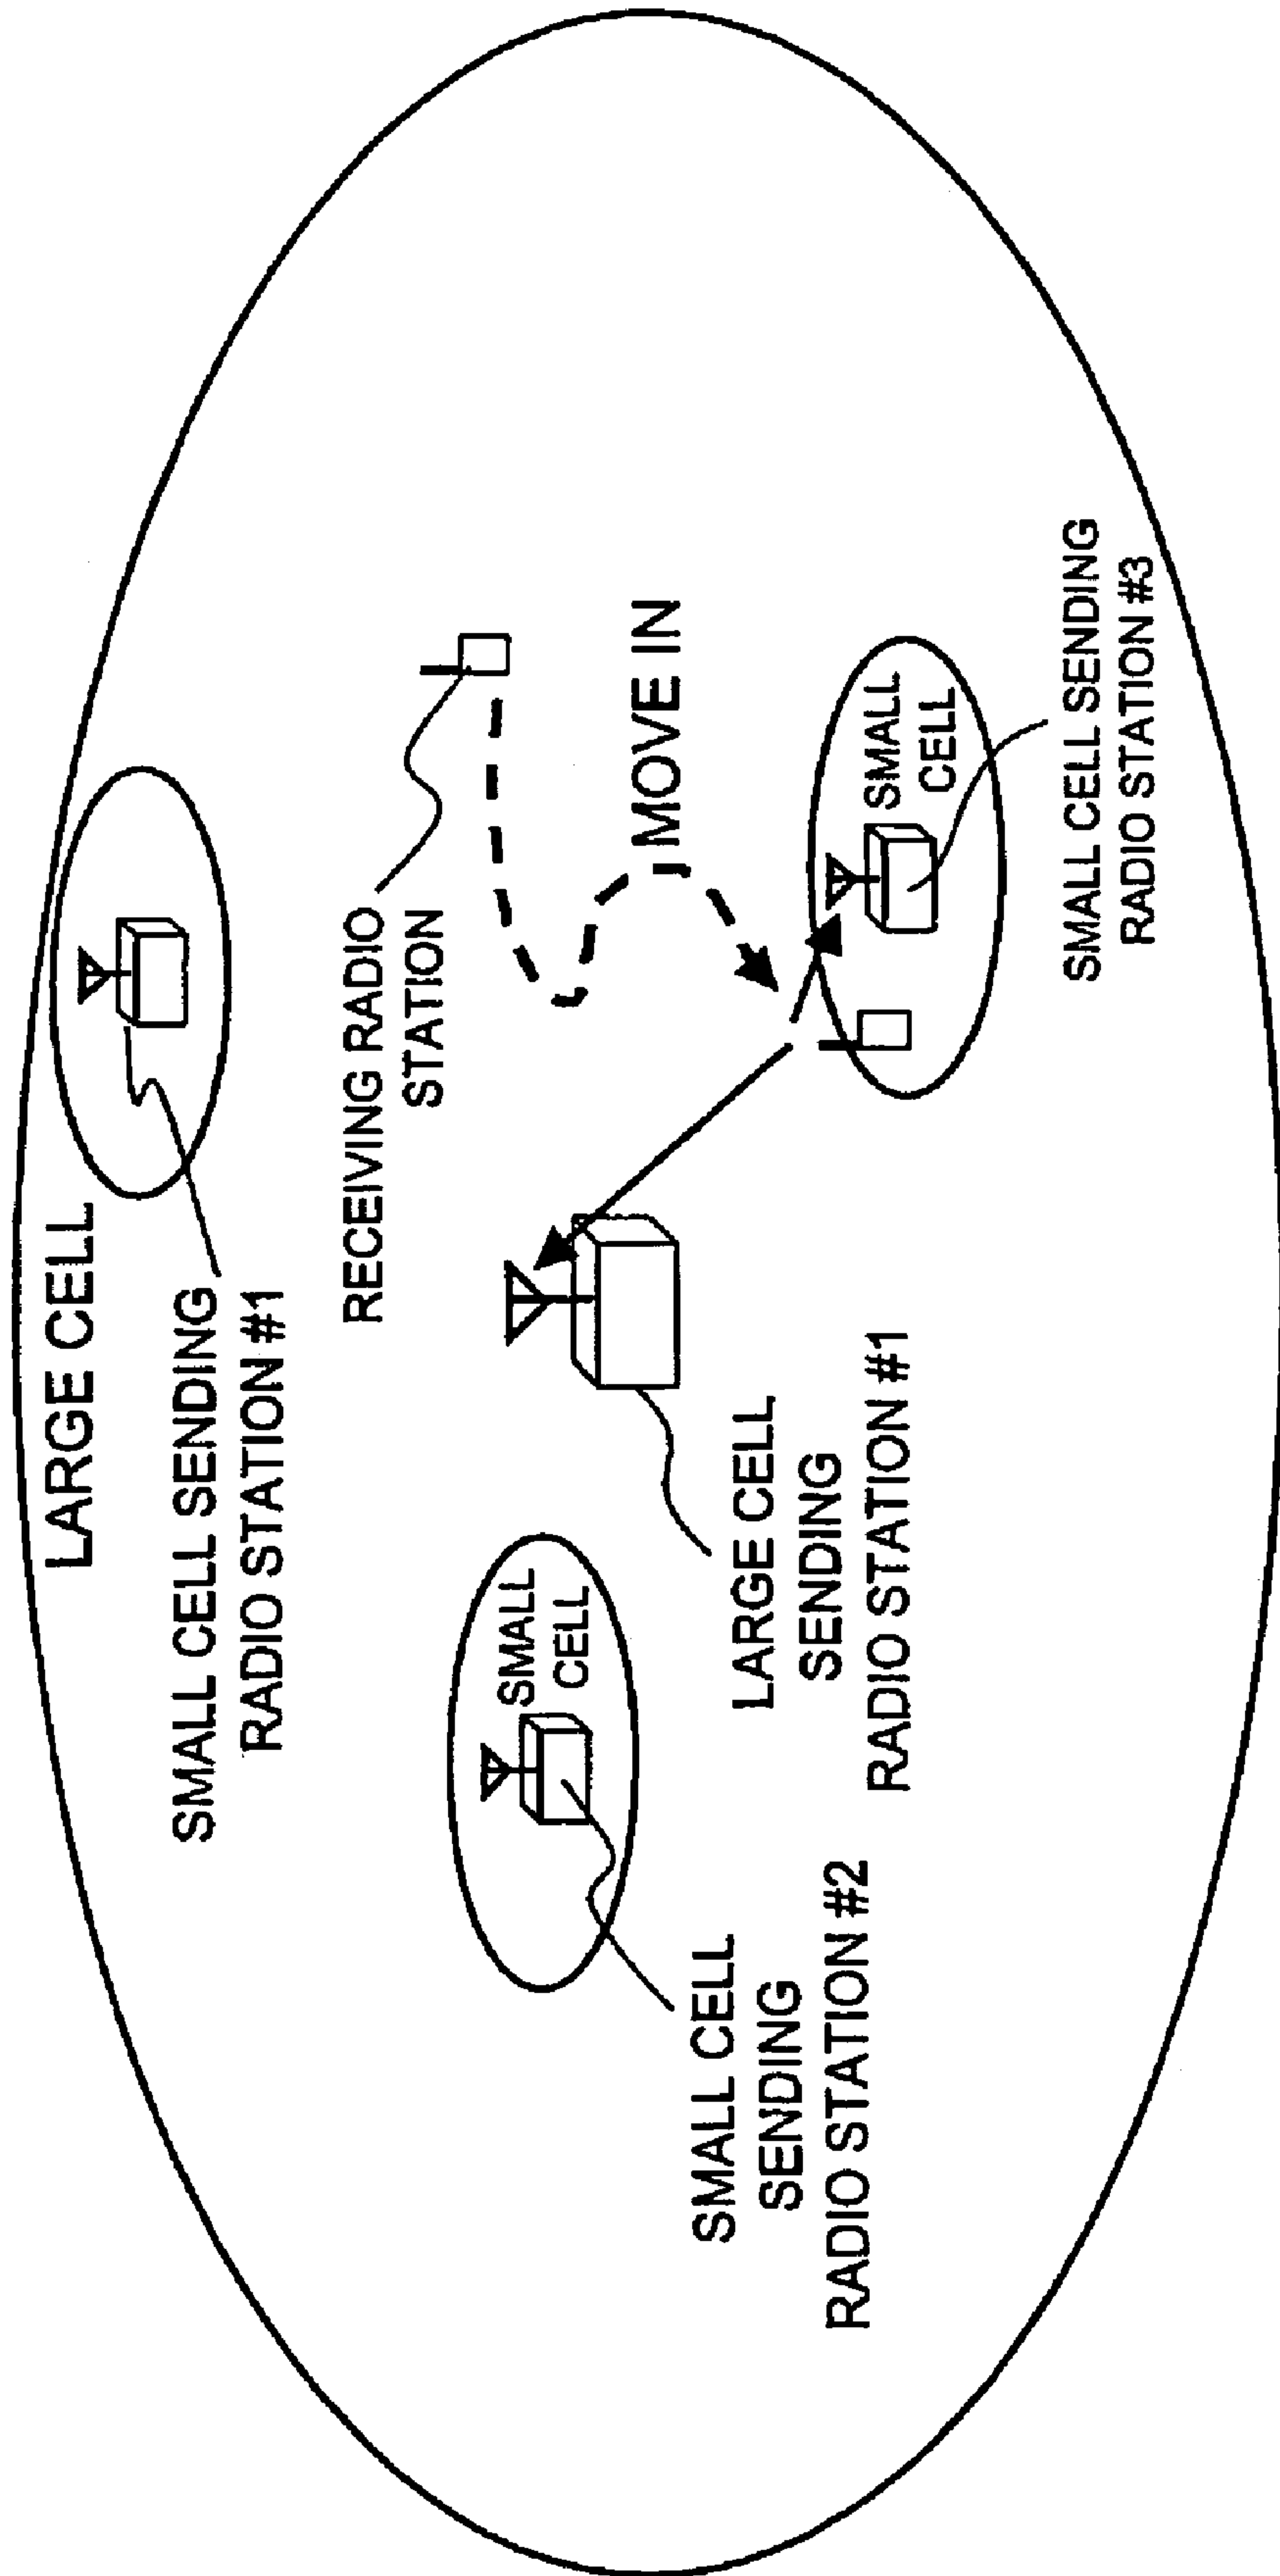 LARGE CELL
SMALL CELL SENDING
RADIO STATION #1
RECEIVING RADIO
STATION
SMALL
CELL
MOVE IN
LARGE CELL
SENDING
RADIO STATION #1
SMALL CELL
SENDING
RADIO STATION #2
SMALL
CELL
SMALL CELL SENDING
RADIO STATION #3